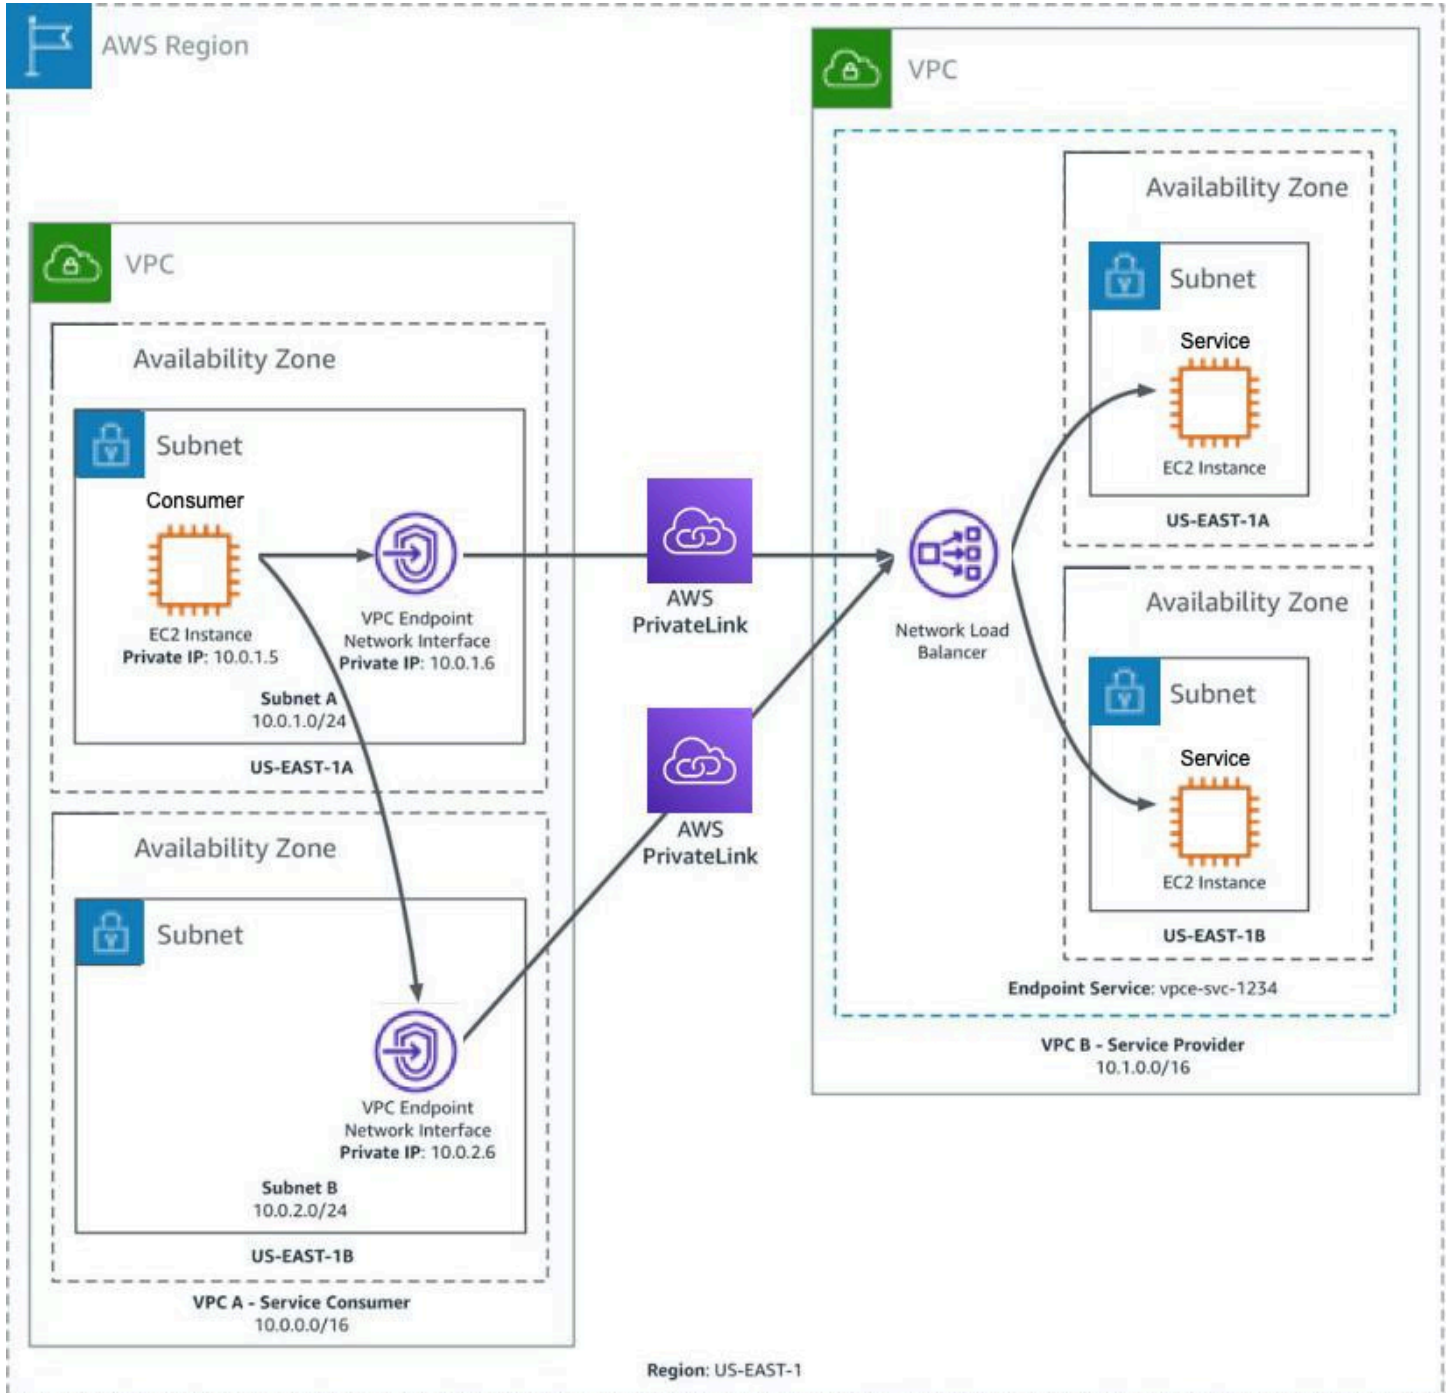 AWS Region
VPC
Availability Zone
Subnet
Consumer
EC2 Instance
Private IP: 10.0.1.5
VPC Endpoint
Network Interface
Private IP: 10.0.1.6
Subnet A
10.0.1.0/24
US-EAST-1A
Availability Zone
Subnet
VPC Endpoint
Network Interface
Private IP: 10.0.2.6
Subnet B
10.0.2.0/24
US-EAST-1B
VPC A - Service Consumer
10.0.0.0/16
AWS
PrivateLink
AWS
PrivateLink
VPC
Network Load
Balancer
Availability Zone
Subnet
Service
EC2 Instance
US-EAST-1A
Availability Zone
Subnet
Service
EC2 Instance
US-EAST-1B
Endpoint Service: vpce-svc-1234
VPC B - Service Provider
10.1.0.0/16
Region: US-EAST-1